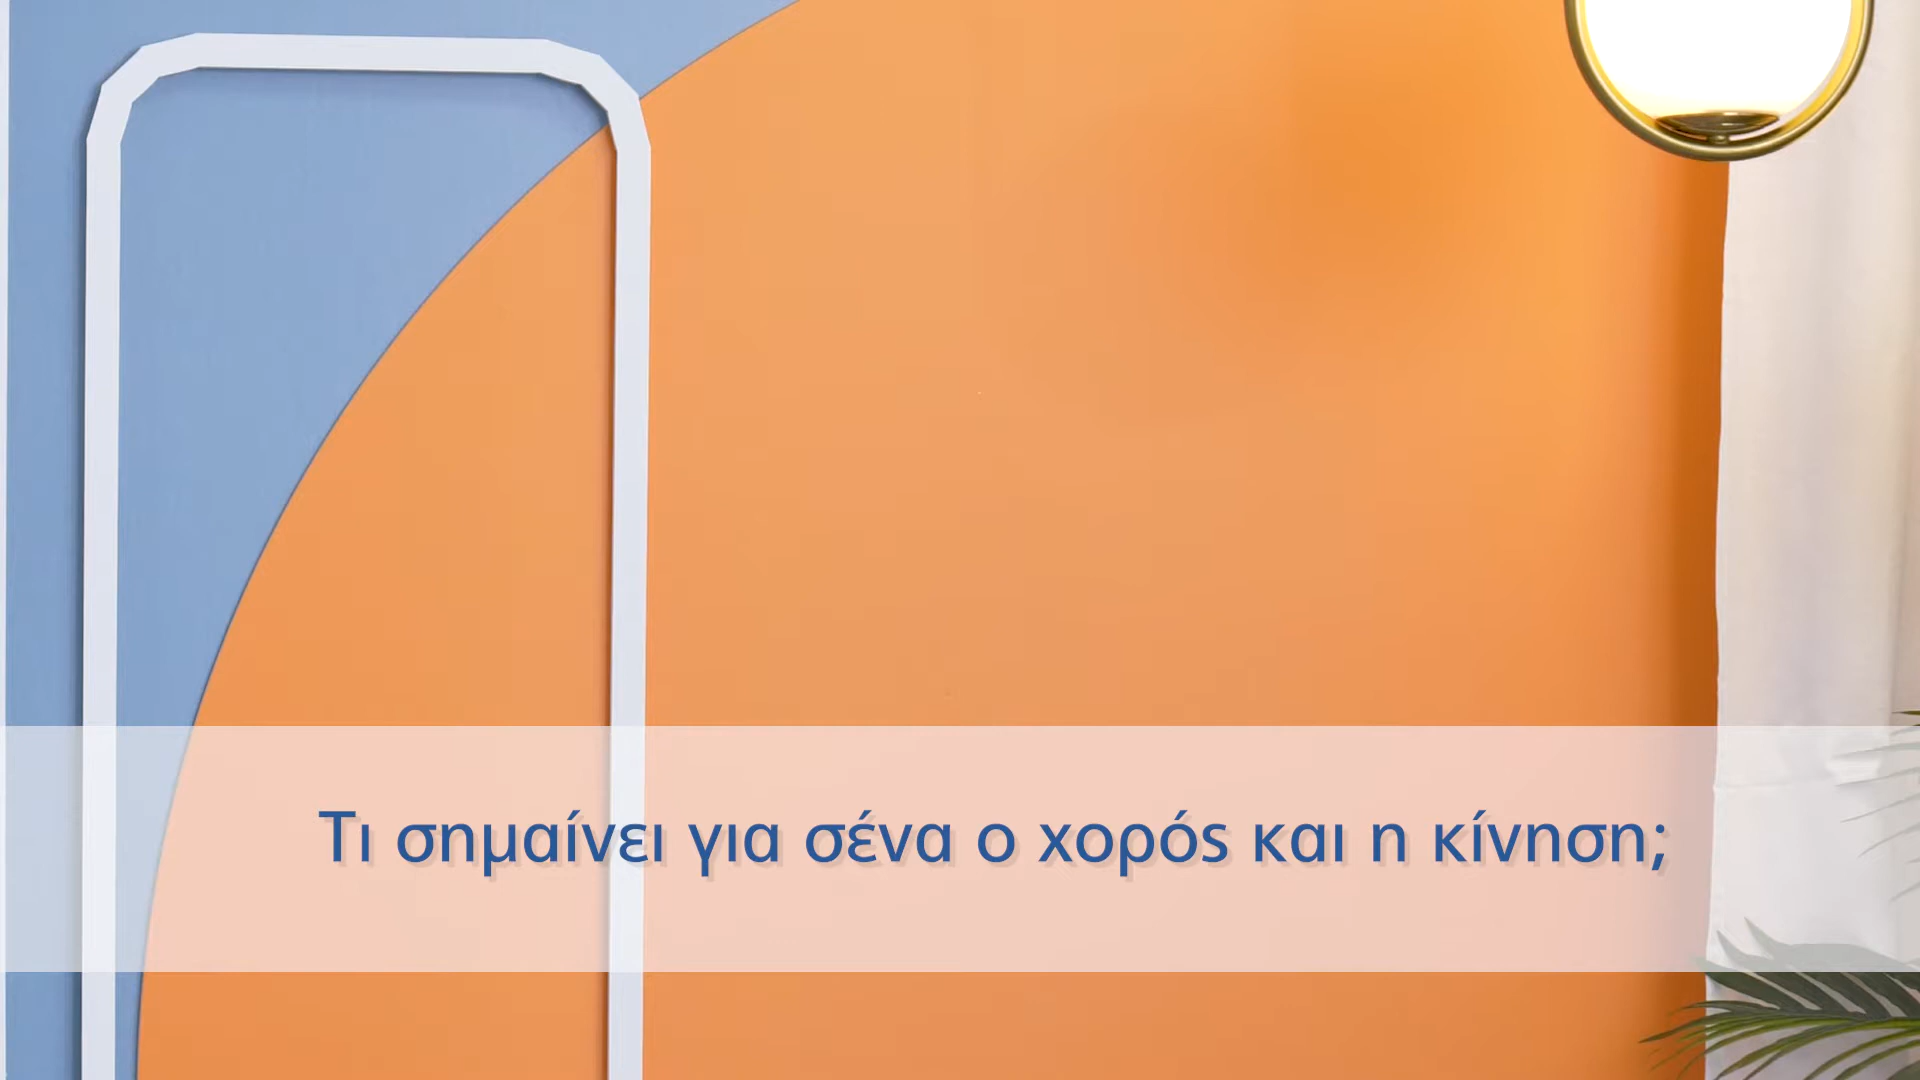 Τι σημαίνει για σένα ο χορός και η κίνηση;